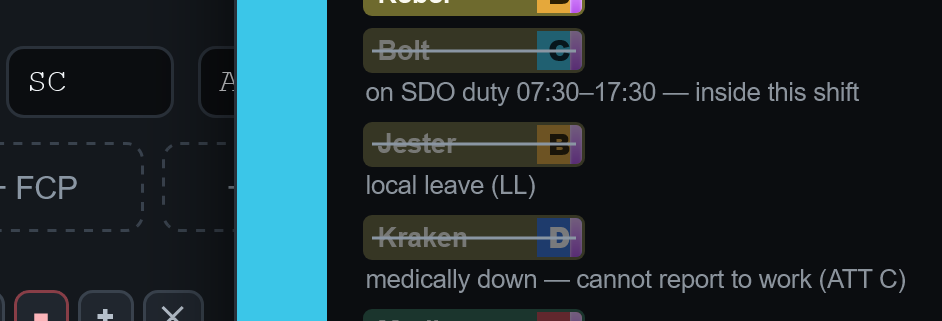 SC
FCP
Bolt C
on SDO duty 07:30–17:30 — inside this shift
Jester B
local leave (LL)
Kraken D
medically down — cannot report to work (ATT C)